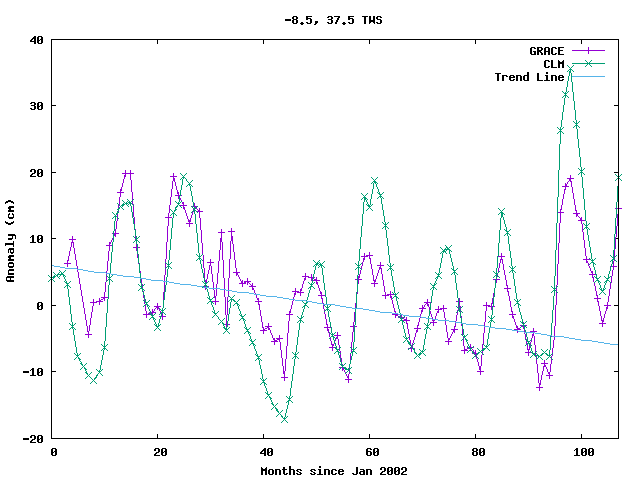 -8.5, 37.5 TWS
GRACE
CLM
Trend Line
40
30
20
10
0
-10
-20
Anomaly (cm)
0 20 40 60 80 100
Months since Jan 2002